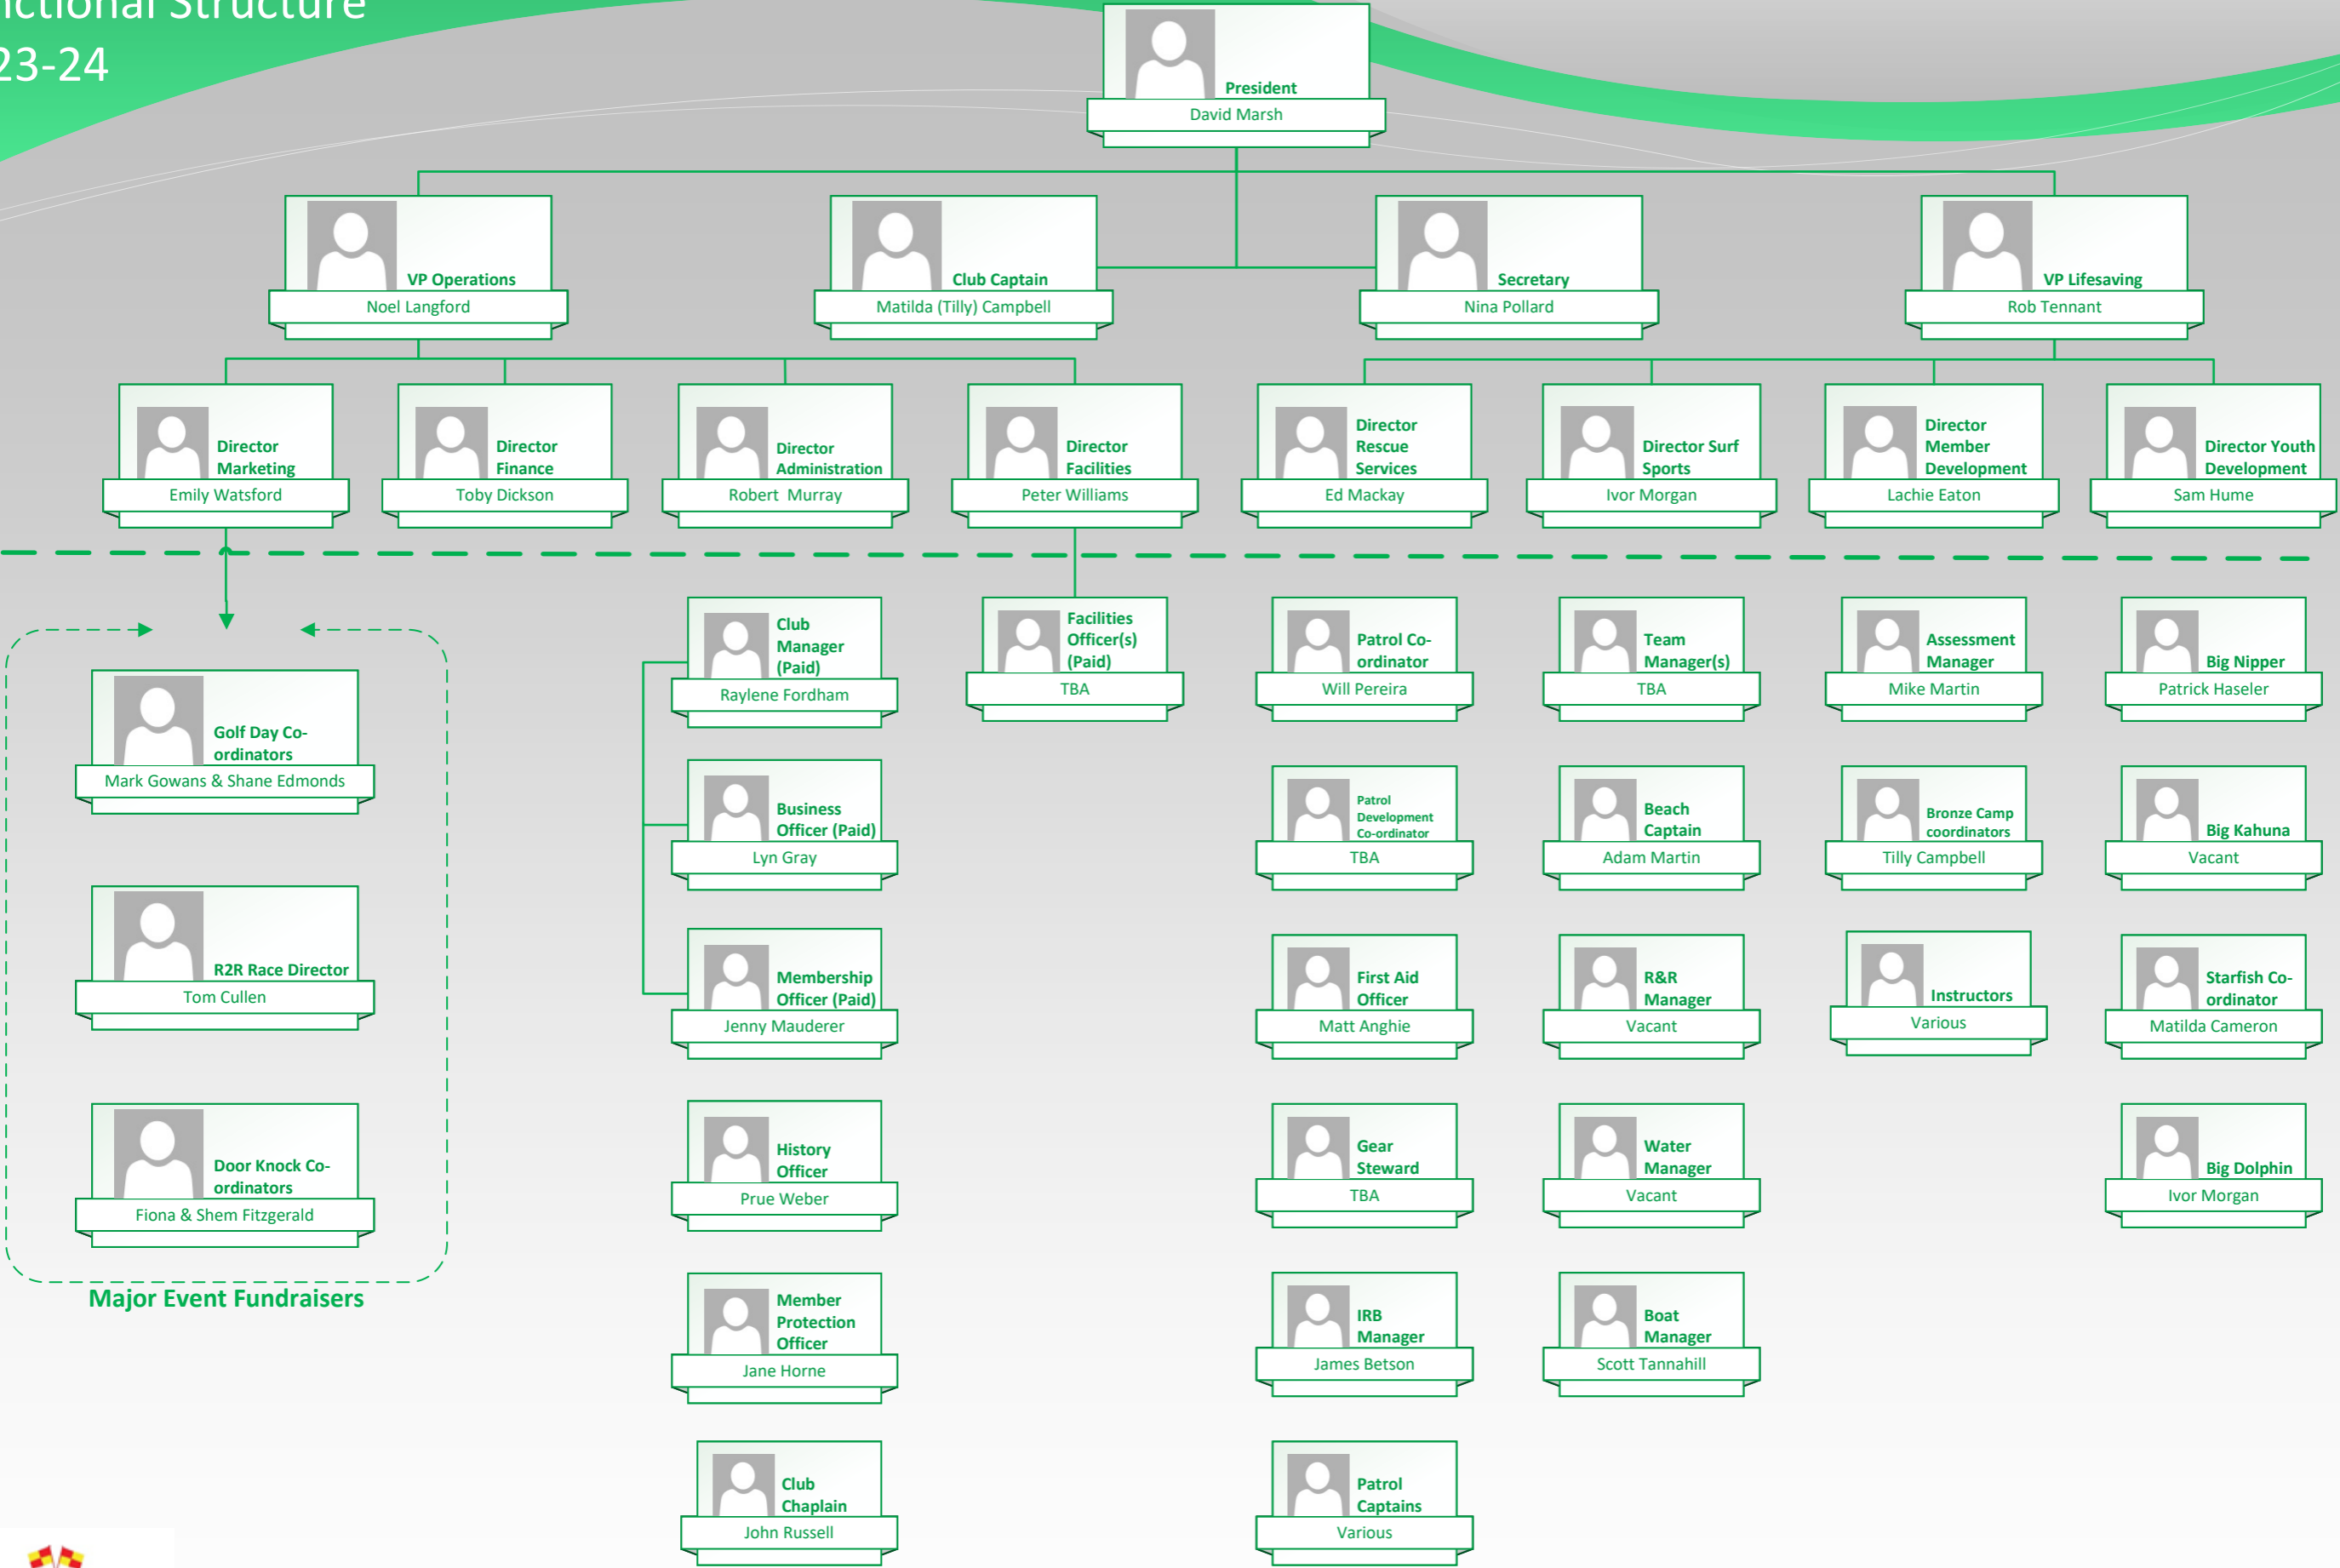 nctional Structure
23-24
President
David Marsh
VP Operations
Noel Langford
Club Captain
Matilda (Tilly) Campbell
Secretary
Nina Pollard
VP Lifesaving
Rob Tennant
Director
Marketing
Emily Watsford
Director
Finance
Toby Dickson
Director
Administration
Robert Murray
Director
Facilities
Peter Williams
Director
Rescue
Services
Ed Mackay
Director Surf
Sports
Ivor Morgan
Director
Member
Development
Lachie Eaton
Director Youth
Development
Sam Hume
Golf Day Co-
ordinators
Mark Gowans & Shane Edmonds
R2R Race Director
Tom Cullen
Door Knock Co-
ordinators
Fiona & Shem Fitzgerald
Major Event Fundraisers
Club
Manager
(Paid)
Raylene Fordham
Business
Officer (Paid)
Lyn Gray
Membership
Officer (Paid)
Jenny Mauderer
History
Officer
Prue Weber
Member
Protection
Officer
Jane Horne
Club
Chaplain
John Russell
Facilities
Officer(s)
(Paid)
TBA
Patrol Co-
ordinator
Will Pereira
Patrol
Development
Co-ordinator
TBA
First Aid
Officer
Matt Anghie
Gear
Steward
TBA
IRB
Manager
James Betson
Patrol
Captains
Various
Team
Manager(s)
TBA
Beach
Captain
Adam Martin
R&R
Manager
Vacant
Water
Manager
Vacant
Boat
Manager
Scott Tannahill
Assessment
Manager
Mike Martin
Bronze Camp
coordinators
Tilly Campbell
Instructors
Various
Big Nipper
Patrick Haseler
Big Kahuna
Vacant
Starfish Co-
ordinator
Matilda Cameron
Big Dolphin
Ivor Morgan